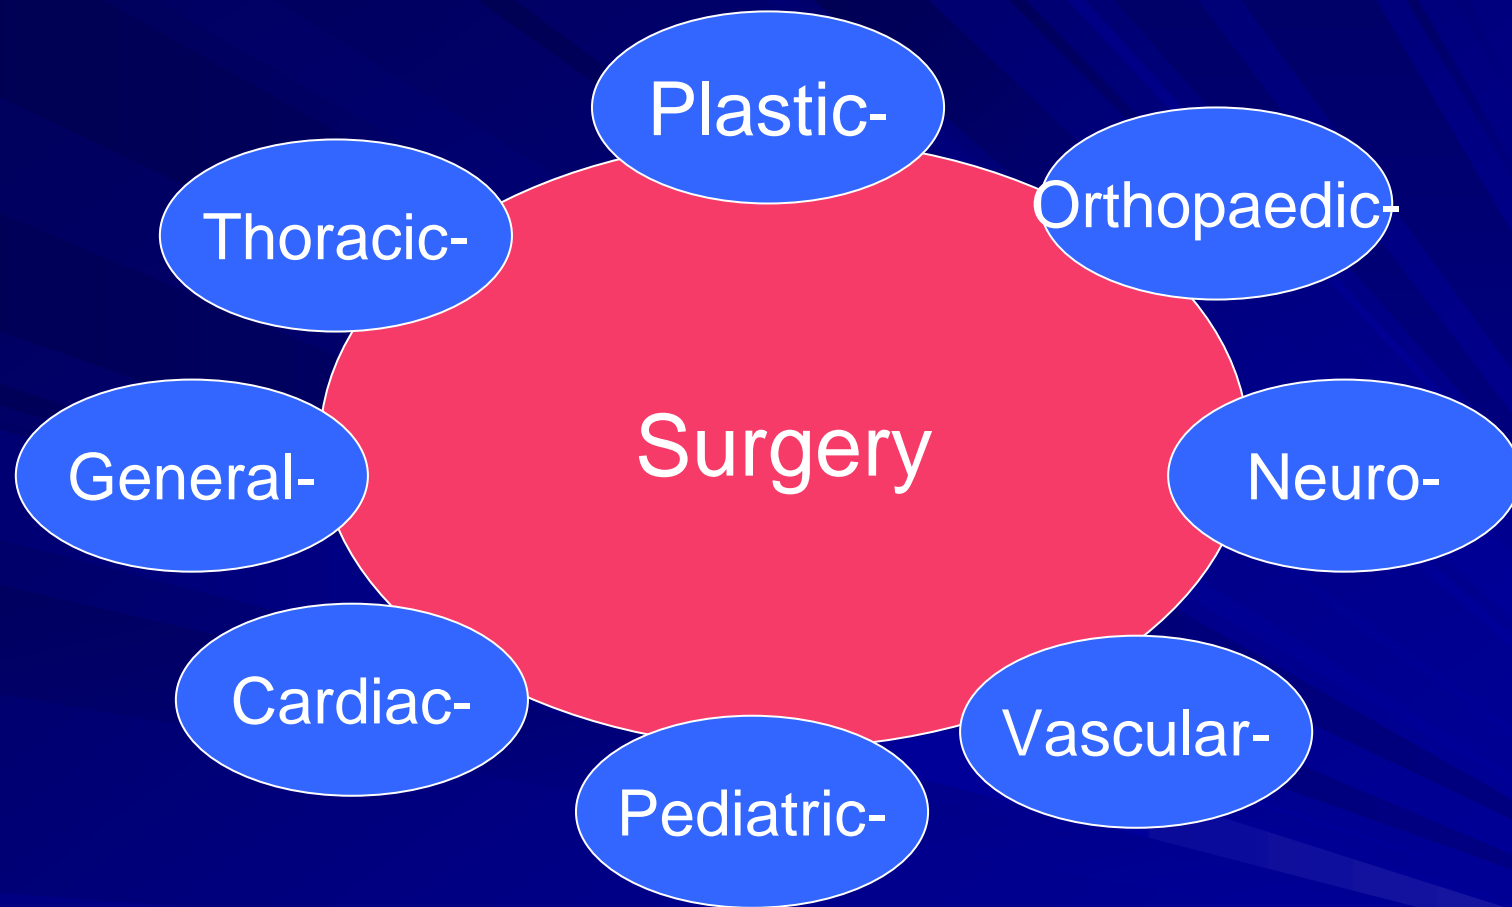 Plastic-
Orthopaedic-
Thoracic-
Surgery
General-
Neuro-
Cardiac-
Vascular-
Pediatric-